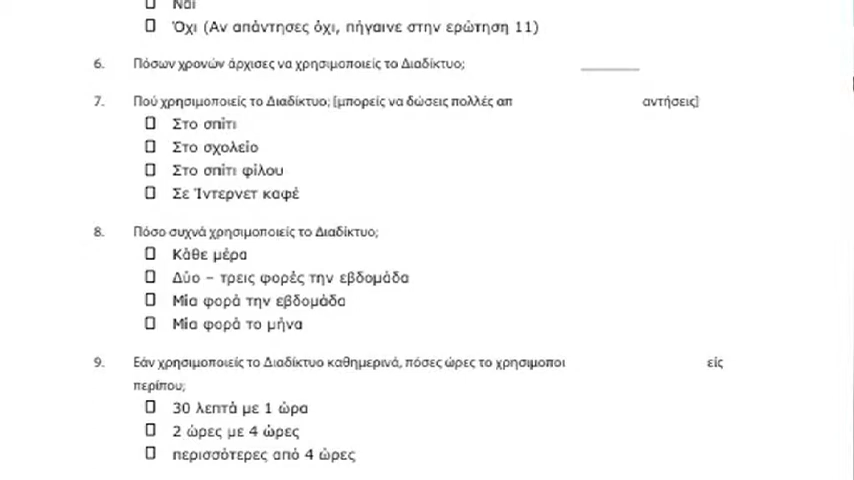 Ναι
Όχι (Αν απάντησες όχι, πήγαινε στην ερώτηση 11)
6. Πόσων χρονών άρχισες να χρησιμοποιείς το Διαδίκτυο; ________
7. Πού χρησιμοποιείς το Διαδίκτυο; [μπορείς να δώσεις πολλές απ αντήσεις]
Στο σπίτι
Στο σχολείο
Στο σπίτι φίλου
Σε Ίντερνετ καφέ
8. Πόσο συχνά χρησιμοποιείς το Διαδίκτυο;
Κάθε μέρα
Δύο – τρεις φορές την εβδομάδα
Μία φορά την εβδομάδα
Μία φορά το μήνα
9. Εάν χρησιμοποιείς το Διαδίκτυο καθημερινά, πόσες ώρες το χρησιμοποι είς
περίπου;
30 λεπτά με 1 ώρα
2 ώρες με 4 ώρες
περισσότερες από 4 ώρες